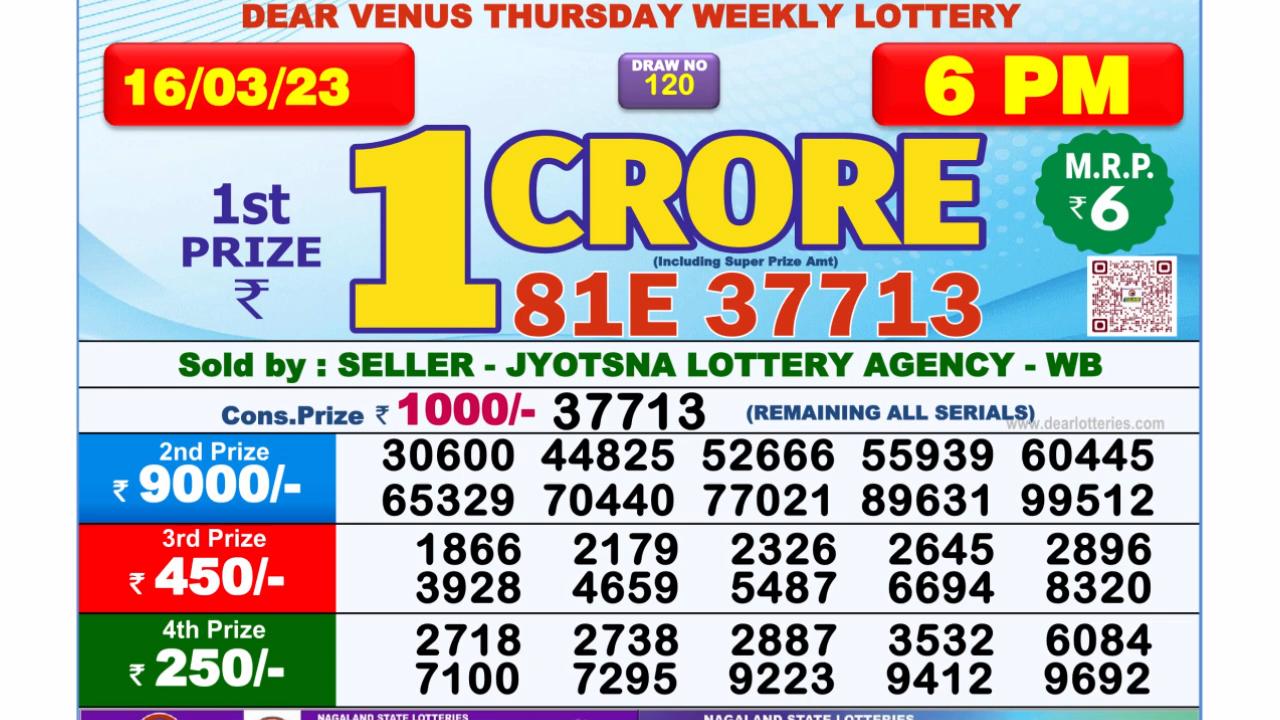 DEAR VENUS THURSDAY WEEKLY LOTTERY
16/03/23
DRAW NO
120
6 PM
1st
PRIZE
₹
1 CRORE
(Including Super Prize Amt)
81E 37713
M.R.P.
₹ 6
Sold by : SELLER - JYOTSNA LOTTERY AGENCY - WB
Cons.Prize ₹ 1000/- 37713 (REMAINING ALL SERIALS)
www.dearlotteries.com
2nd Prize
₹ 9000/-
30600 44825 52666 55939 60445
65329 70440 77021 89631 99512
3rd Prize
₹ 450/-
1866 2179 2326 2645 2896
3928 4659 5487 6694 8320
4th Prize
₹ 250/-
2718 2738 2887 3532 6084
7100 7295 9223 9412 9692
NAGALAND STATE LOTTERIES
NAGALAND STATE LOTTERIES